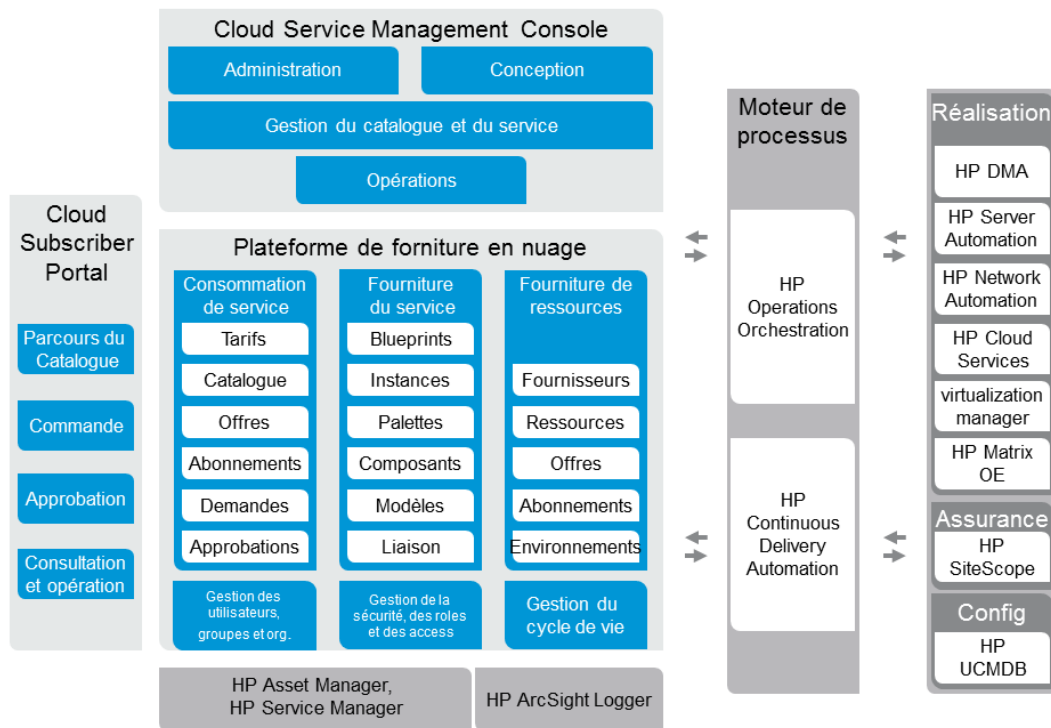 Cloud Service Management Console
Administration
Conception
Gestion du catalogue et du service
Opérations
Cloud
Subscriber
Portal
Parcours du
Catalogue
Commande
Approbation
Consultation
et opération
Plateforme de forniture en nuage
Consommation
de service
Tarifs
Catalogue
Offres
Abonnements
Demandes
Approbations
Fourniture
du service
Blueprints
Instances
Palettes
Composants
Modèles
Liaison
Fourniture de
ressources
Fournisseurs
Ressources
Offres
Abonnements
Environnements
Gestion des
utilisateurs,
groupes et org.
Gestion de la
sécurité, des roles
et des access
Gestion du
cycle de vie
HP Asset Manager,
HP Service Manager
HP ArcSight Logger
Moteur de
processus
HP
Operations
Orchestration
HP
Continuous
Delivery
Automation
Réalisation
HP DMA
HP Server
Automation
HP Network
Automation
HP Cloud
Services
virtualization
manager
HP Matrix
OE
Assurance
HP
SiteScope
Config
HP
UCMDB